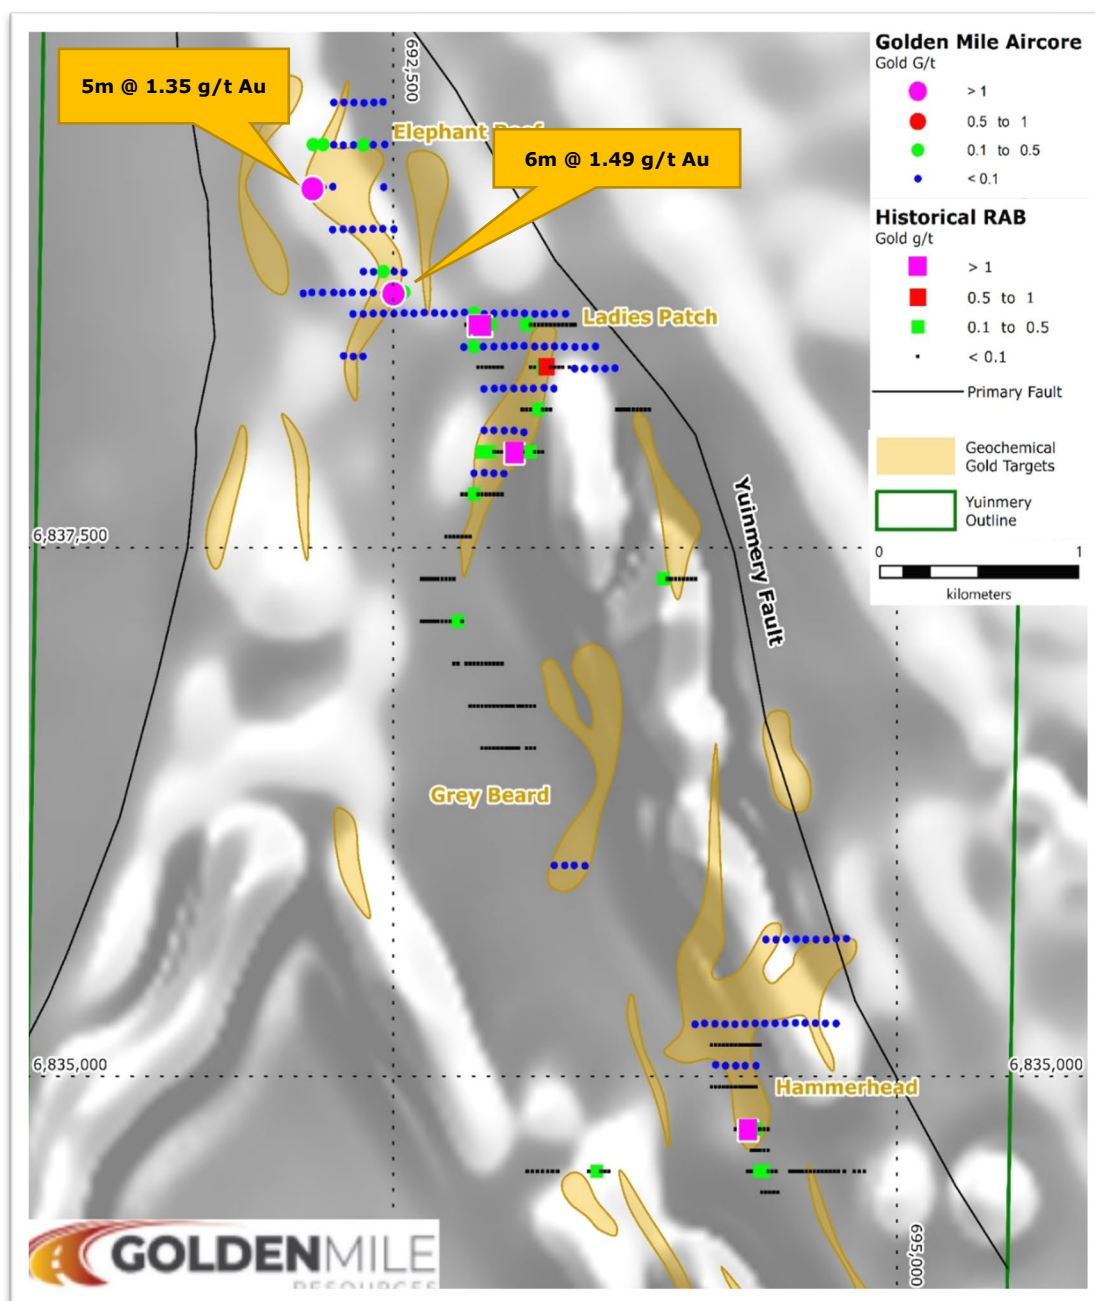 692,500
5m @ 1.35 g/t Au
Elephant
6m @ 1.49 g/t Au
Ladies Patch
Golden Mile Aircore
Gold G/t
> 1
0.5 to 1
0.1 to 0.5
< 0.1
Historical RAB
Gold g/t
> 1
0.5 to 1
0.1 to 0.5
< 0.1
Primary Fault
Geochemical
Gold Targets
Yuinmery
Outline
0 1
kilometers
6,837,500
Yuinmery Fault
Grey Beard
6,835,000
6,835,000
Hammerhead
695,000
GOLDENMILE
RESOURCES